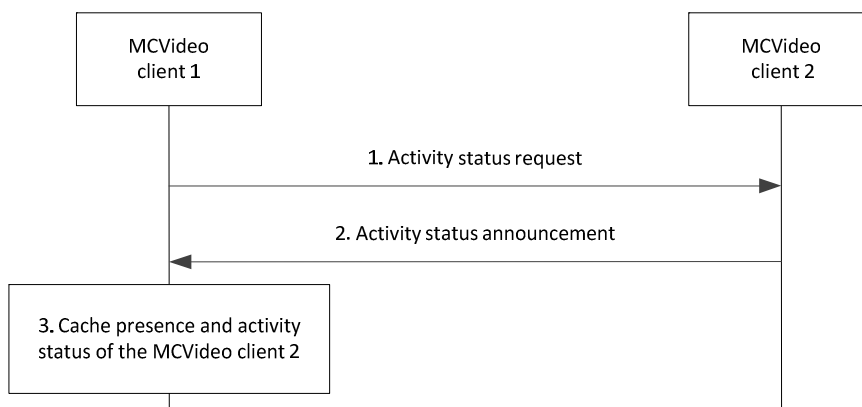 MCVideo
client 1
MCVideo
client 2
1. Activity status request
2. Activity status announcement
3. Cache presence and activity
status of the MCVideo client 2